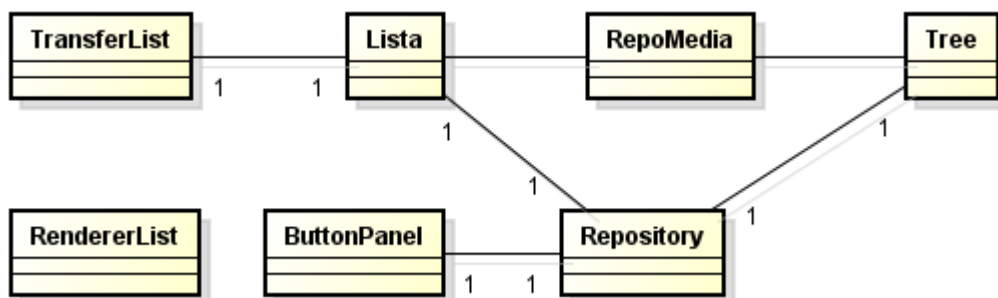 TransferList
Lista
RepoMedia
Tree
1
1
1
1
1
1
RendererList
ButtonPanel
Repository
1
1